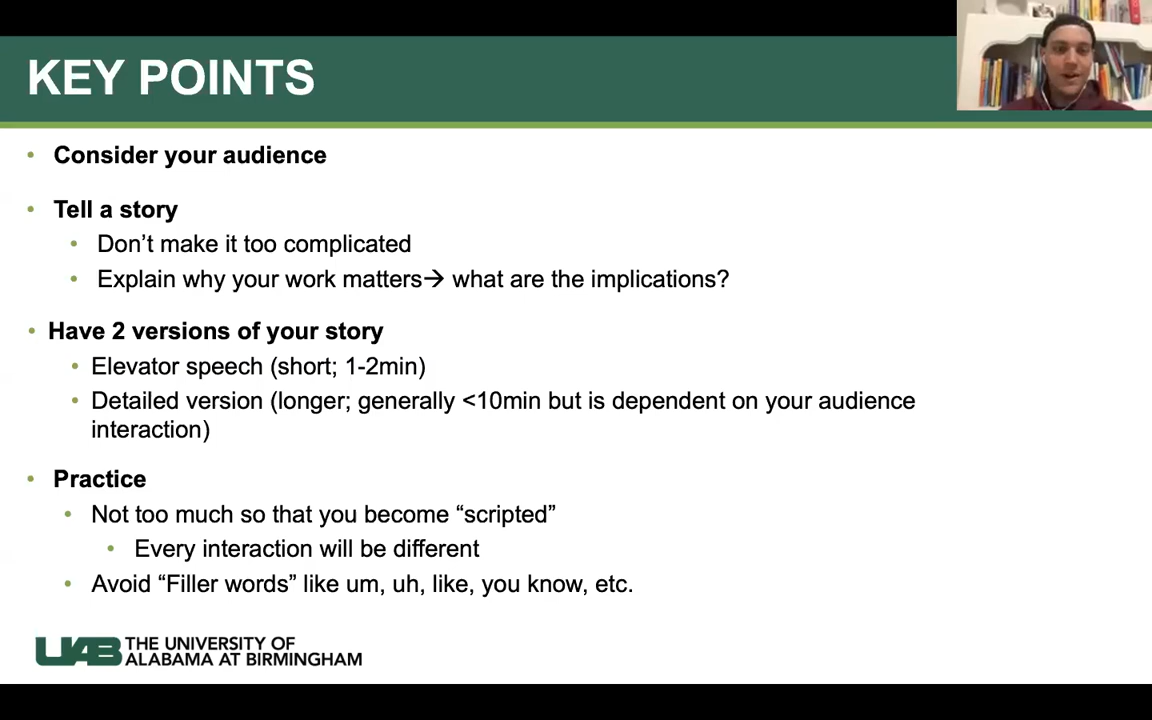 KEY POINTS
• Consider your audience
• Tell a story
• Don’t make it too complicated
• Explain why your work matters→ what are the implications?
• Have 2 versions of your story
• Elevator speech (short; 1-2min)
• Detailed version (longer; generally <10min but is dependent on your audience
interaction)
• Practice
• Not too much so that you become “scripted”
• Every interaction will be different
• Avoid “Filler words” like um, uh, like, you know, etc.
UAB THE UNIVERSITY OF
ALABAMA AT BIRMINGHAM